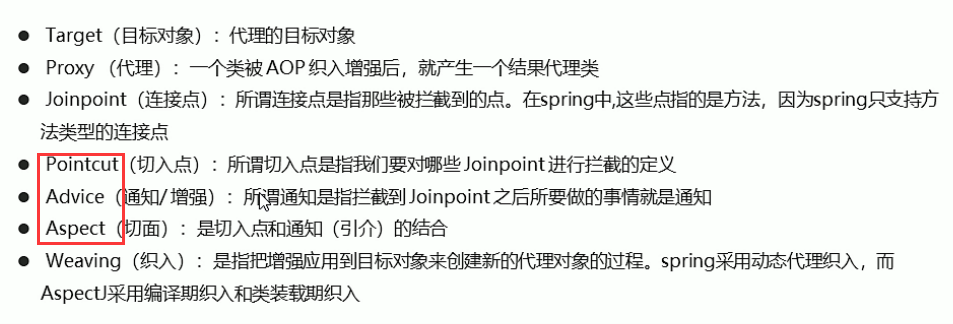 ● Target（目标对象）：代理的目标对象
● Proxy （代理）：一个类被 AOP 织入增强后，就产生一个结果代理类
● Joinpoint（连接点）：所谓连接点是指那些被拦截到的点。在spring中,这些点指的是方法，因为spring只支持方
法类型的连接点
● Pointcut（切入点）：所谓切入点是指我们要对哪些 Joinpoint 进行拦截的定义
● Advice（通知/ 增强）：所谓通知是指拦截到 Joinpoint 之后所要做的事情就是通知
● Aspect（切面）：是切入点和通知（引介）的结合
● Weaving（织入）：是指把增强应用到目标对象来创建新的代理对象的过程。spring采用动态代理织入，而
AspectJ采用编译期织入和类装载期织入